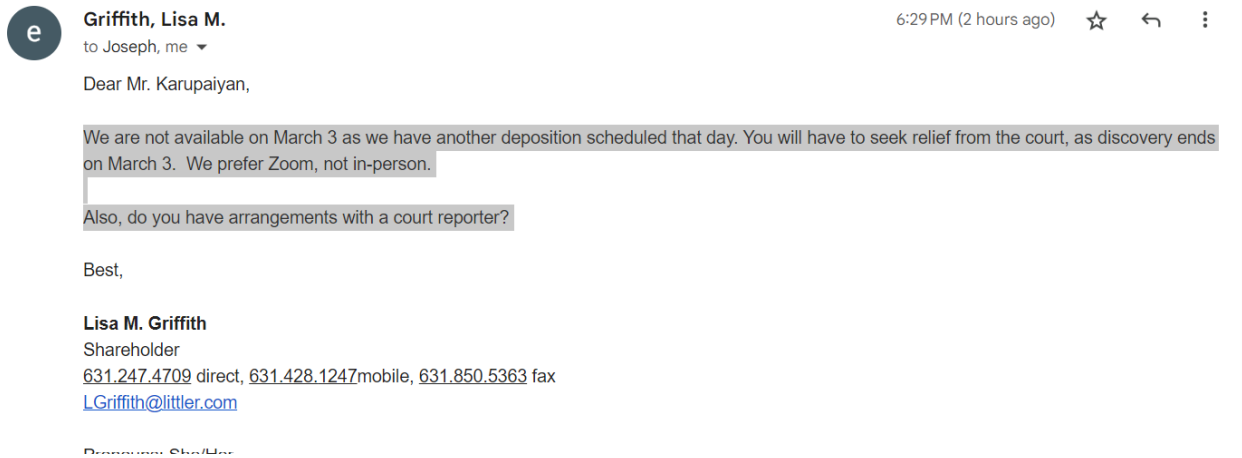 Griffith, Lisa M.
6:29 PM (2 hours ago)
e
to Joseph, me
Dear Mr. Karupaiyan,
We are not available on March 3 as we have another deposition scheduled that day. You will have to seek relief from the court, as discovery ends
on March 3.  We prefer Zoom, not in-person.
Also, do you have arrangements with a court reporter?
Best,
Lisa M. Griffith
Shareholder
631.247.4709 direct, 631.428.1247mobile, 631.850.5363 fax
LGriffith@littler.com
Pronouns: She/Her